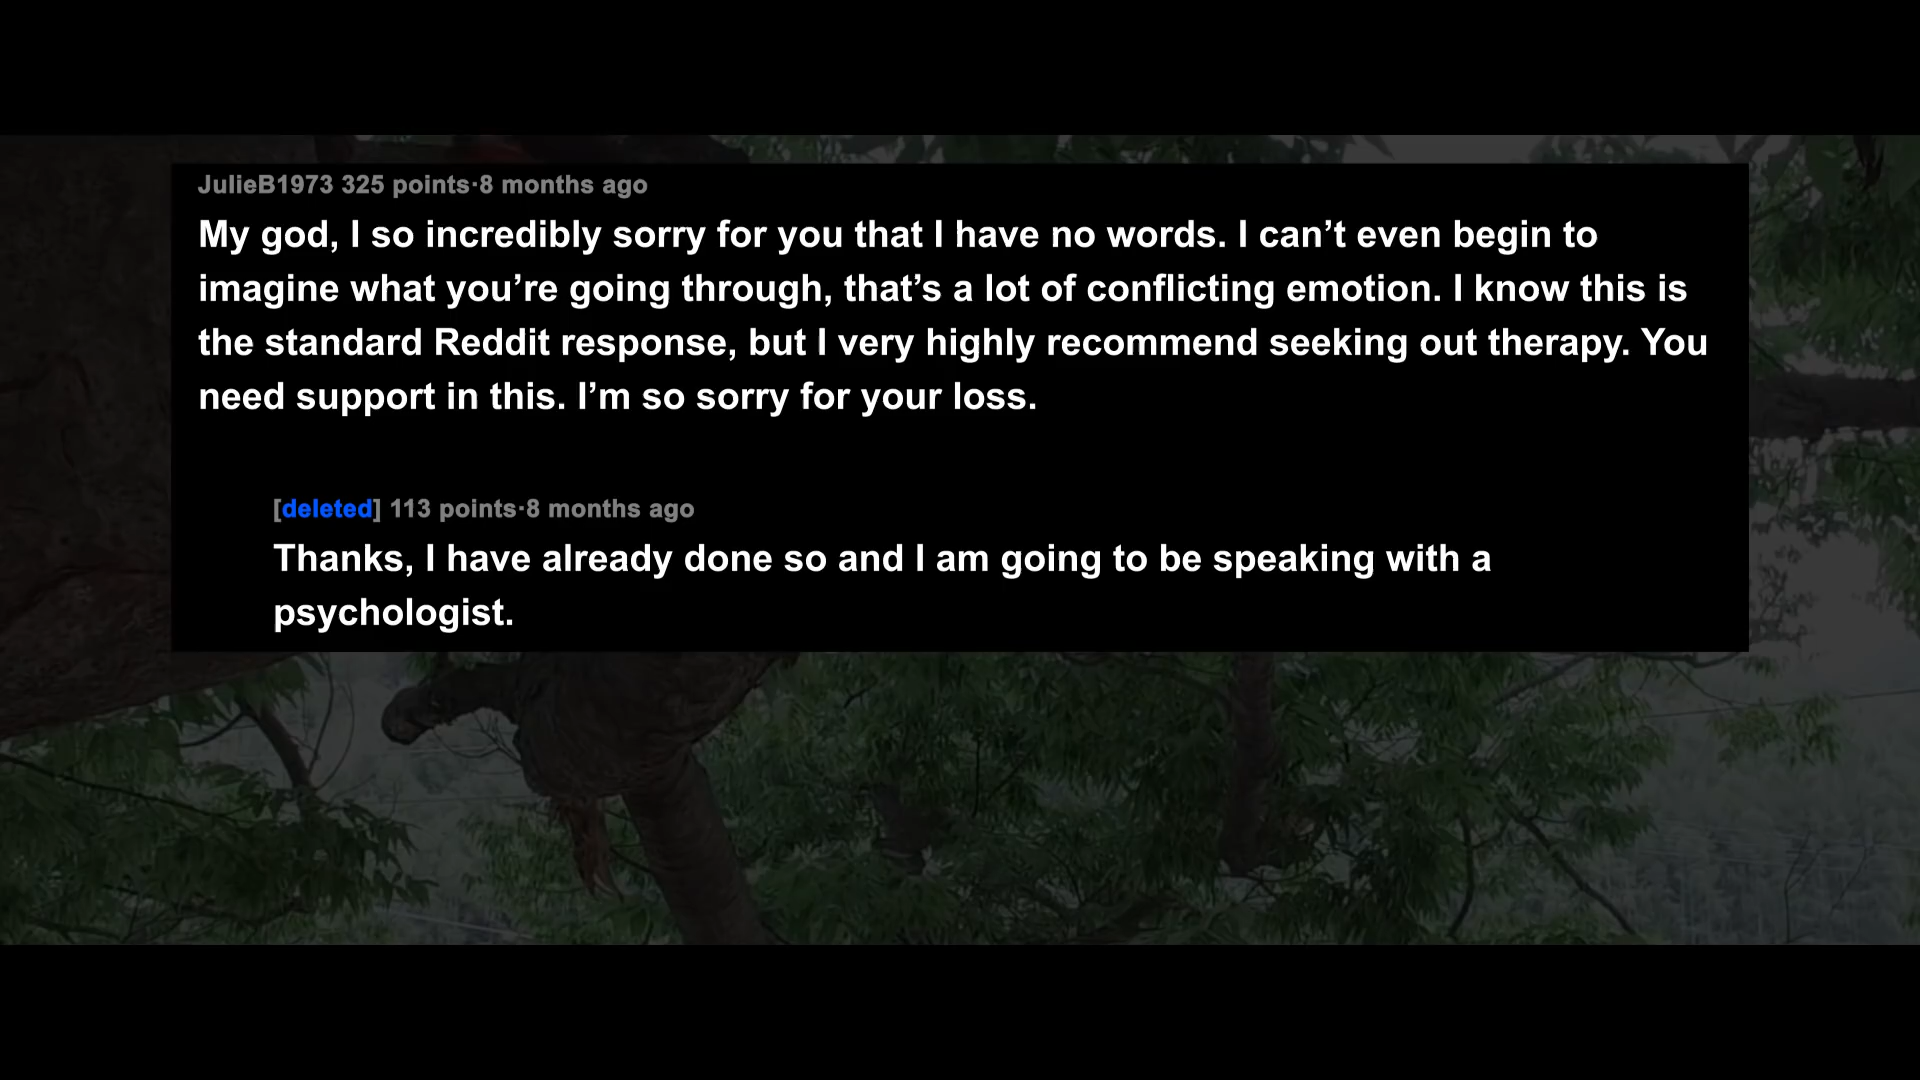 JulieB1973 325 points·8 months ago
My god, I so incredibly sorry for you that I have no words. I can’t even begin to
imagine what you’re going through, that’s a lot of conflicting emotion. I know this is
the standard Reddit response, but I very highly recommend seeking out therapy. You
need support in this. I’m so sorry for your loss.
[deleted] 113 points·8 months ago
Thanks, I have already done so and I am going to be speaking with a
psychologist.